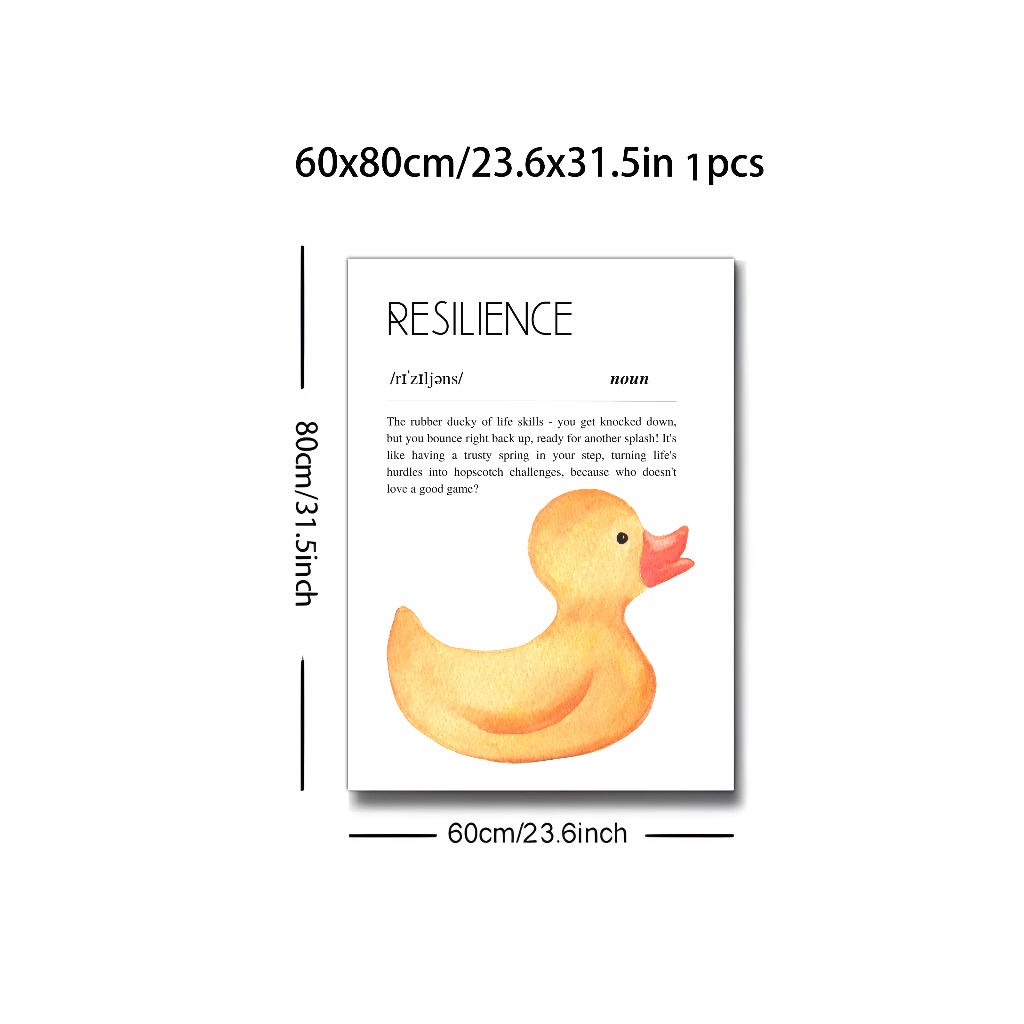 60x80cm/23.6x31.5in 1pcs
RESILIENCE
/rɪˈzɪljəns/ noun
The rubber ducky of life skills - you get knocked down,
but you bounce right back up, ready for another splash! It's
like having a trusty spring in your step, turning life's
hurdles into hopscotch challenges, because who doesn't
love a good game?
80cm/31.5inch
60cm/23.6inch